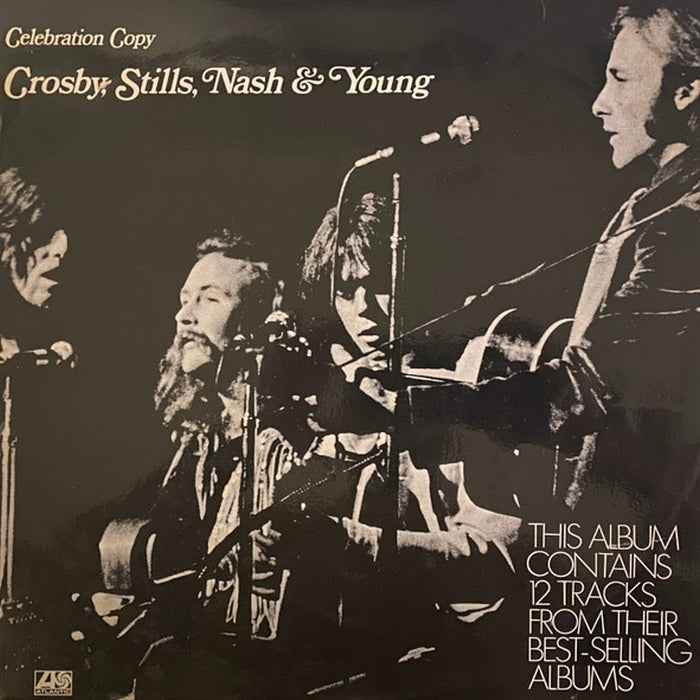 Celebration Copy
Crosby, Stills, Nash & Young
THIS ALBUM
CONTAINS
12 TRACKS
FROM THEIR
BEST-SELLING
ALBUMS
ATLANTIC